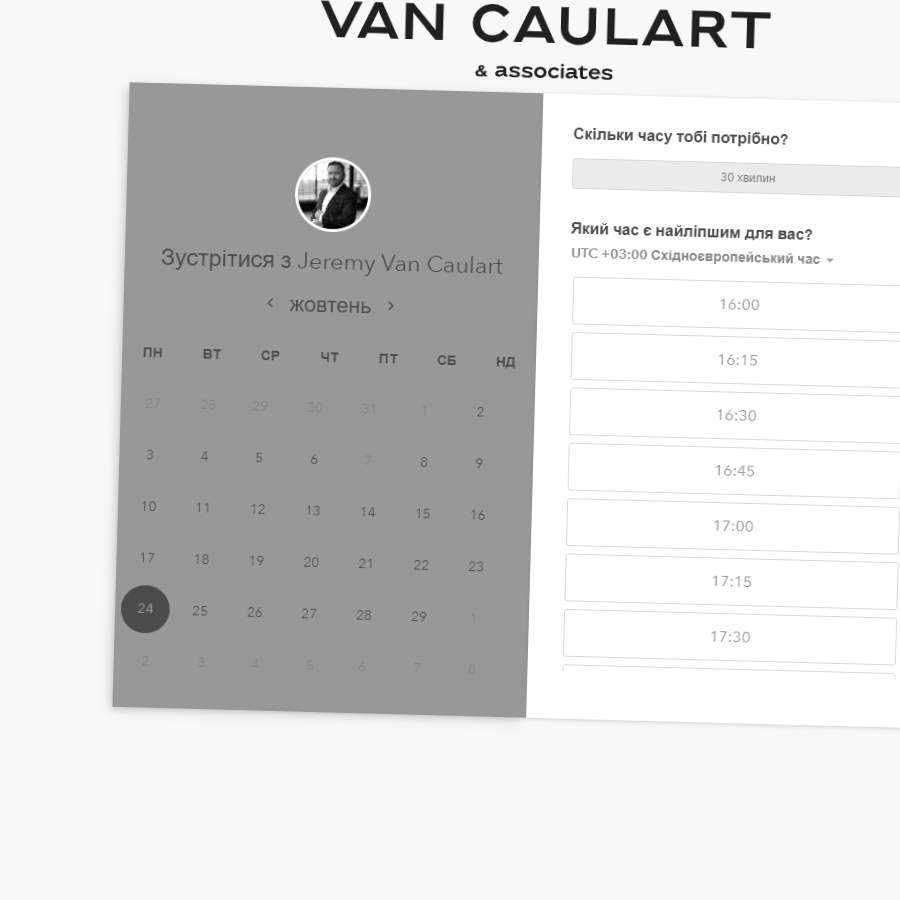 VAN CAULART
& associates
Зустрітися з Jeremy Van Caulart
жовтень
ПН ВТ СР ЧТ ПТ СБ НД
27 28 29 30 31 1 2
3 4 5 6 7 8 9
10 11 12 13 14 15 16
17 18 19 20 21 22 23
24 25 26 27 28 29 1
2 3 4 5 6 7 8
Скільки часу тобі потрібно?
30 хвилин
Який час є найліпшим для вас?
UTC +03:00 Східноєвропейський час
16:00
16:15
16:30
16:45
17:00
17:15
17:30